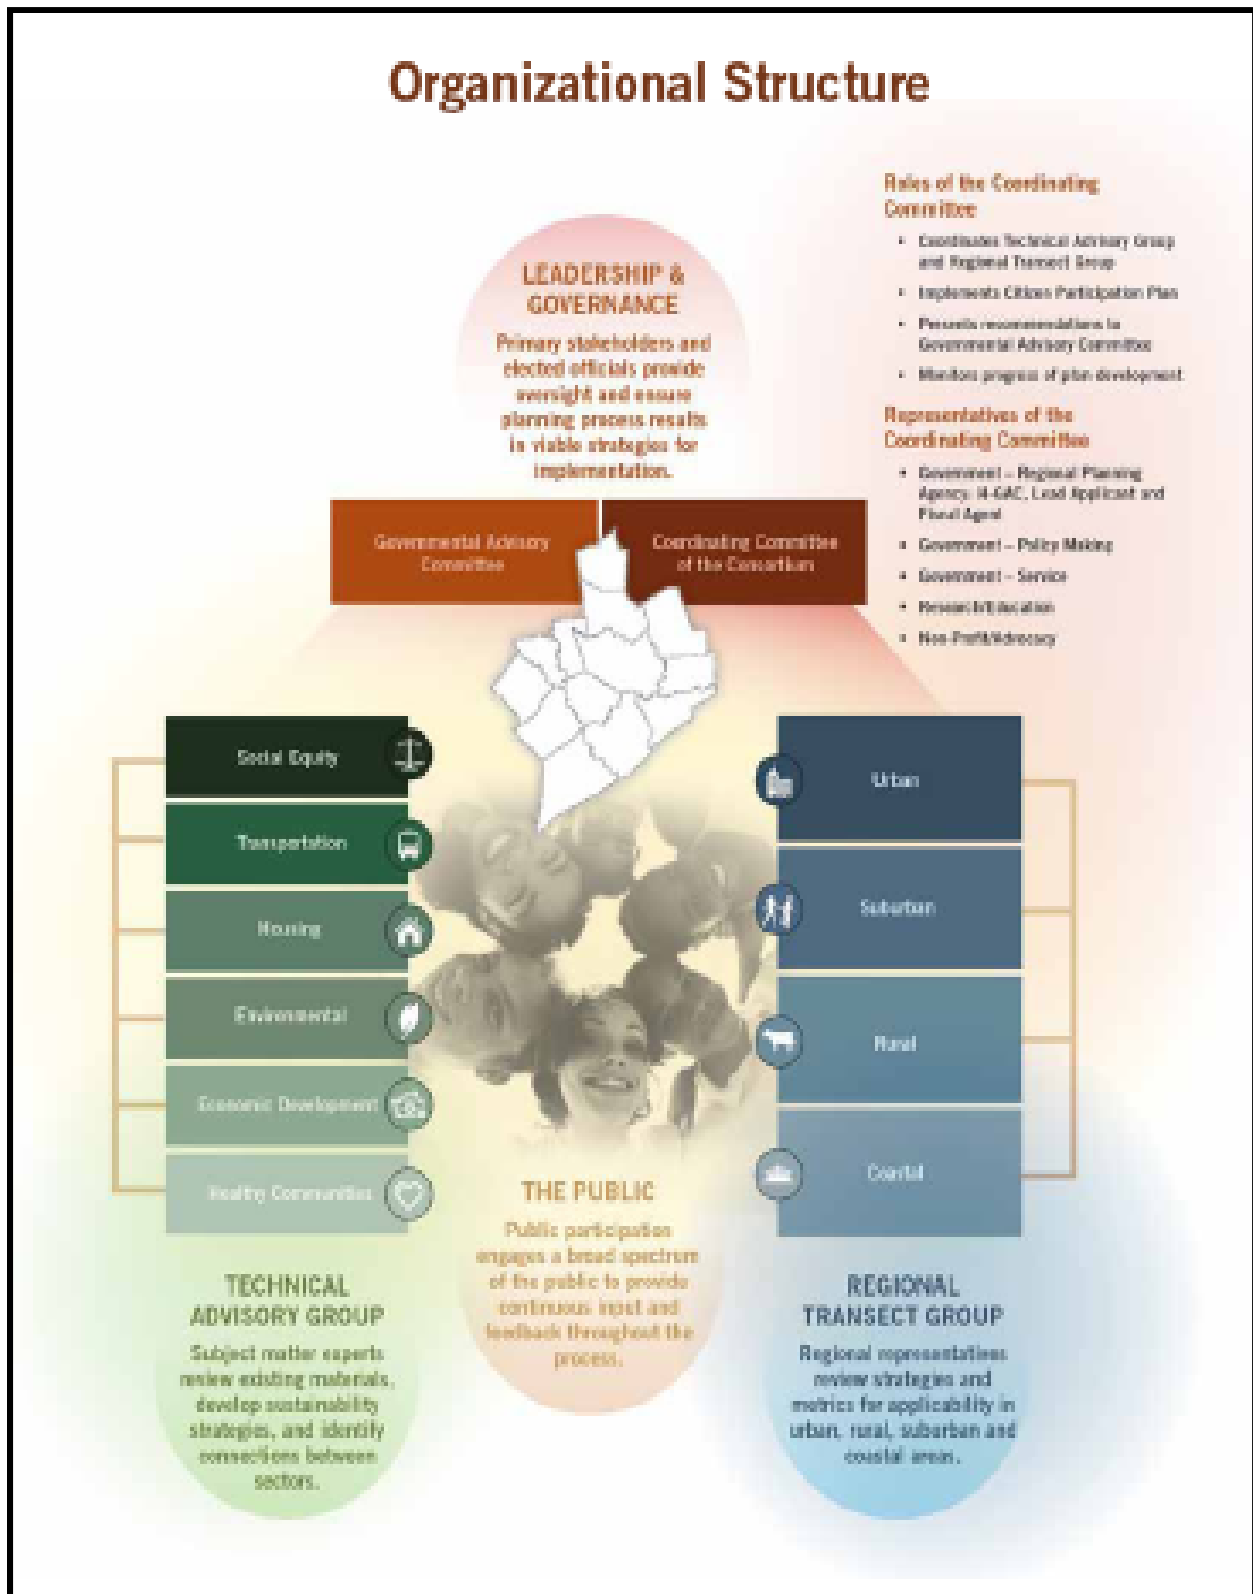 Organizational Structure
LEADERSHIP &
GOVERNANCE
Primary stakeholders and
elected officials provide
oversight and ensure
planning process results
in viable strategies for
implementation.
Roles of the Coordinating
Committee
• Coordinates Technical Advisory Group
and Regional Transect Group
• Implements Citizen Participation Plan
• recommendations to
Governmental Advisory Committee
• Monitors progress of plan development
Representatives of the
Coordinating Committee
• Government – Regional Planning
Agency: H-GAC, Lead Applicant and
Fiscal Agent
• Government – Policy Making
• Government – Service
• Research/Education
• Non-Profit/Advocacy
Governmental Advisory
Committee
Coordinating Committee
of the Consortium
Social Equity
Transportation
Housing
Environmental
Economic Development
Healthy Communities
Urban
Suburban
Rural
Coastal
THE PUBLIC
Public participation
engages a broad spectrum
of the public to provide
continuous input and
feedback throughout the
process.
TECHNICAL
ADVISORY GROUP
Subject matter experts
review existing materials,
develop sustainability
strategies, and identify
connections between
sectors.
REGIONAL
TRANSECT GROUP
Regional representatives
review strategies and
metrics for applicability in
urban, rural, suburban and
coastal areas.